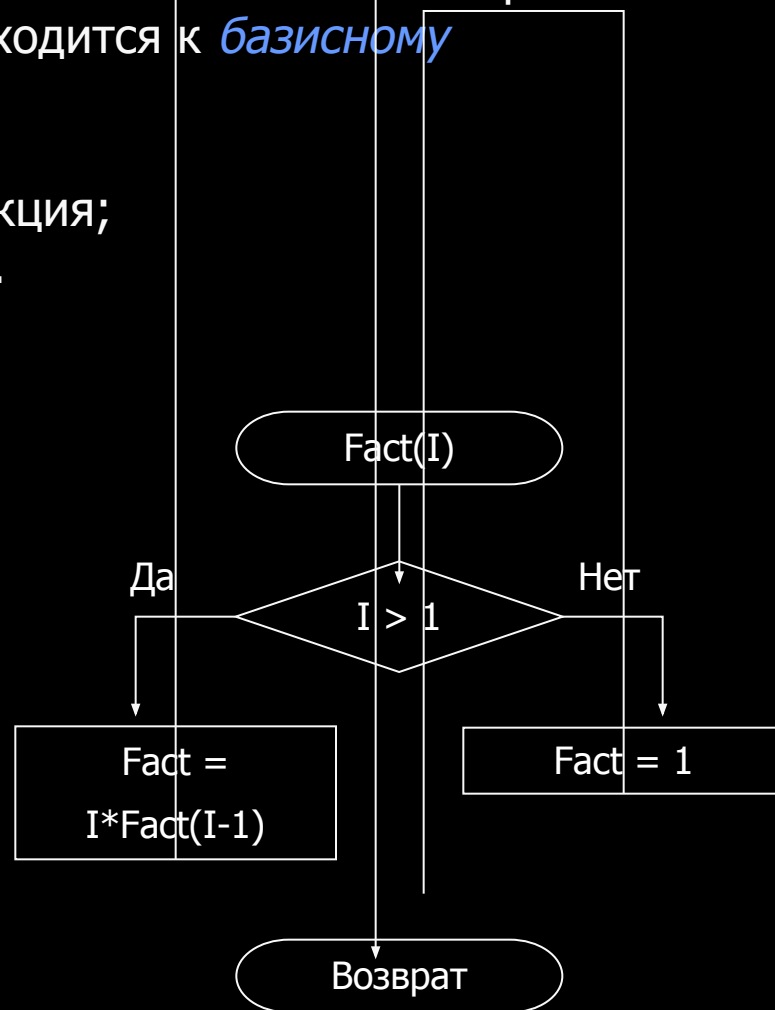 ходится к базисному
кция;
Fact(I)
Да
Нет
I > 1
Fact =
I*Fact(I-1)
Fact = 1
Возврат